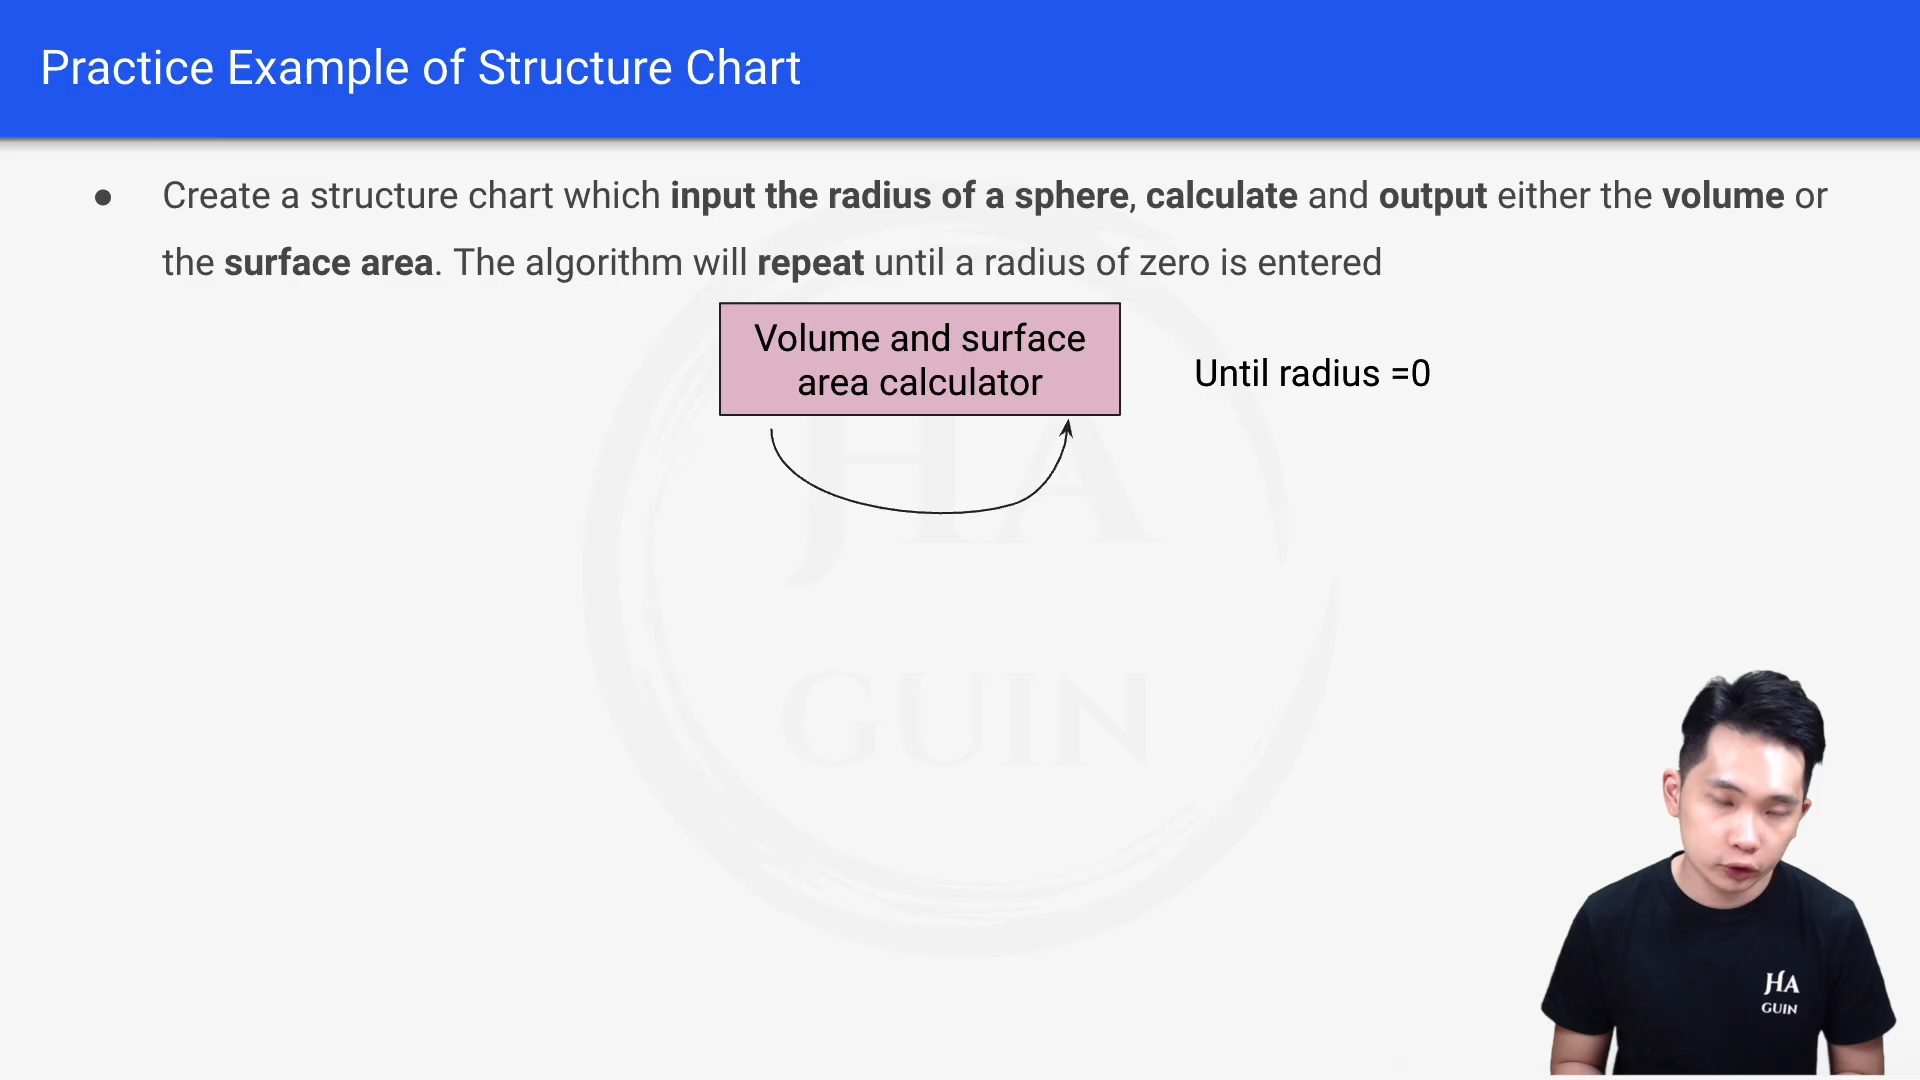 Practice Example of Structure Chart
● Create a structure chart which input the radius of a sphere, calculate and output either the volume or
the surface area. The algorithm will repeat until a radius of zero is entered
Volume and surface
area calculator
Until radius =0
HA
GUIN
HA
GUIN